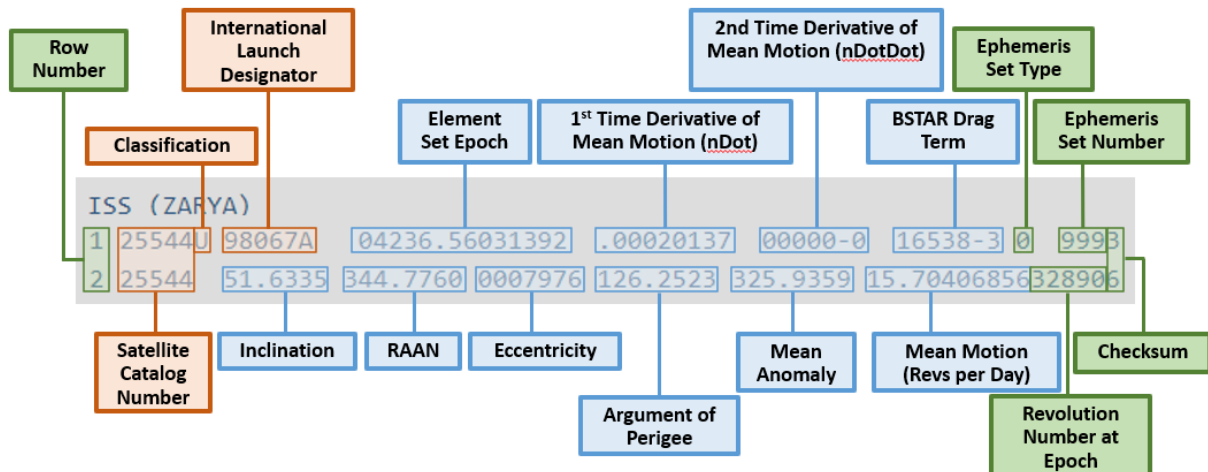 Row
Number
International
Launch
Designator
2nd Time Derivative of
Mean Motion (nDotDot)
Ephemeris
Set Type
Classification
Element
Set Epoch
1st Time Derivative of
Mean Motion (nDot)
BSTAR Drag
Term
Ephemeris
Set Number
ISS (ZARYA)
1 25544U 98067A 04236.56031392 .00020137 00000-0 16538-3 0 9993
2 25544 51.6335 344.7760 0007976 126.2523 325.9359 15.70406856328906
Satellite
Catalog
Number
Inclination
RAAN
Eccentricity
Argument of
Perigee
Mean
Anomaly
Mean Motion
(Revs per Day)
Checksum
Revolution
Number at
Epoch